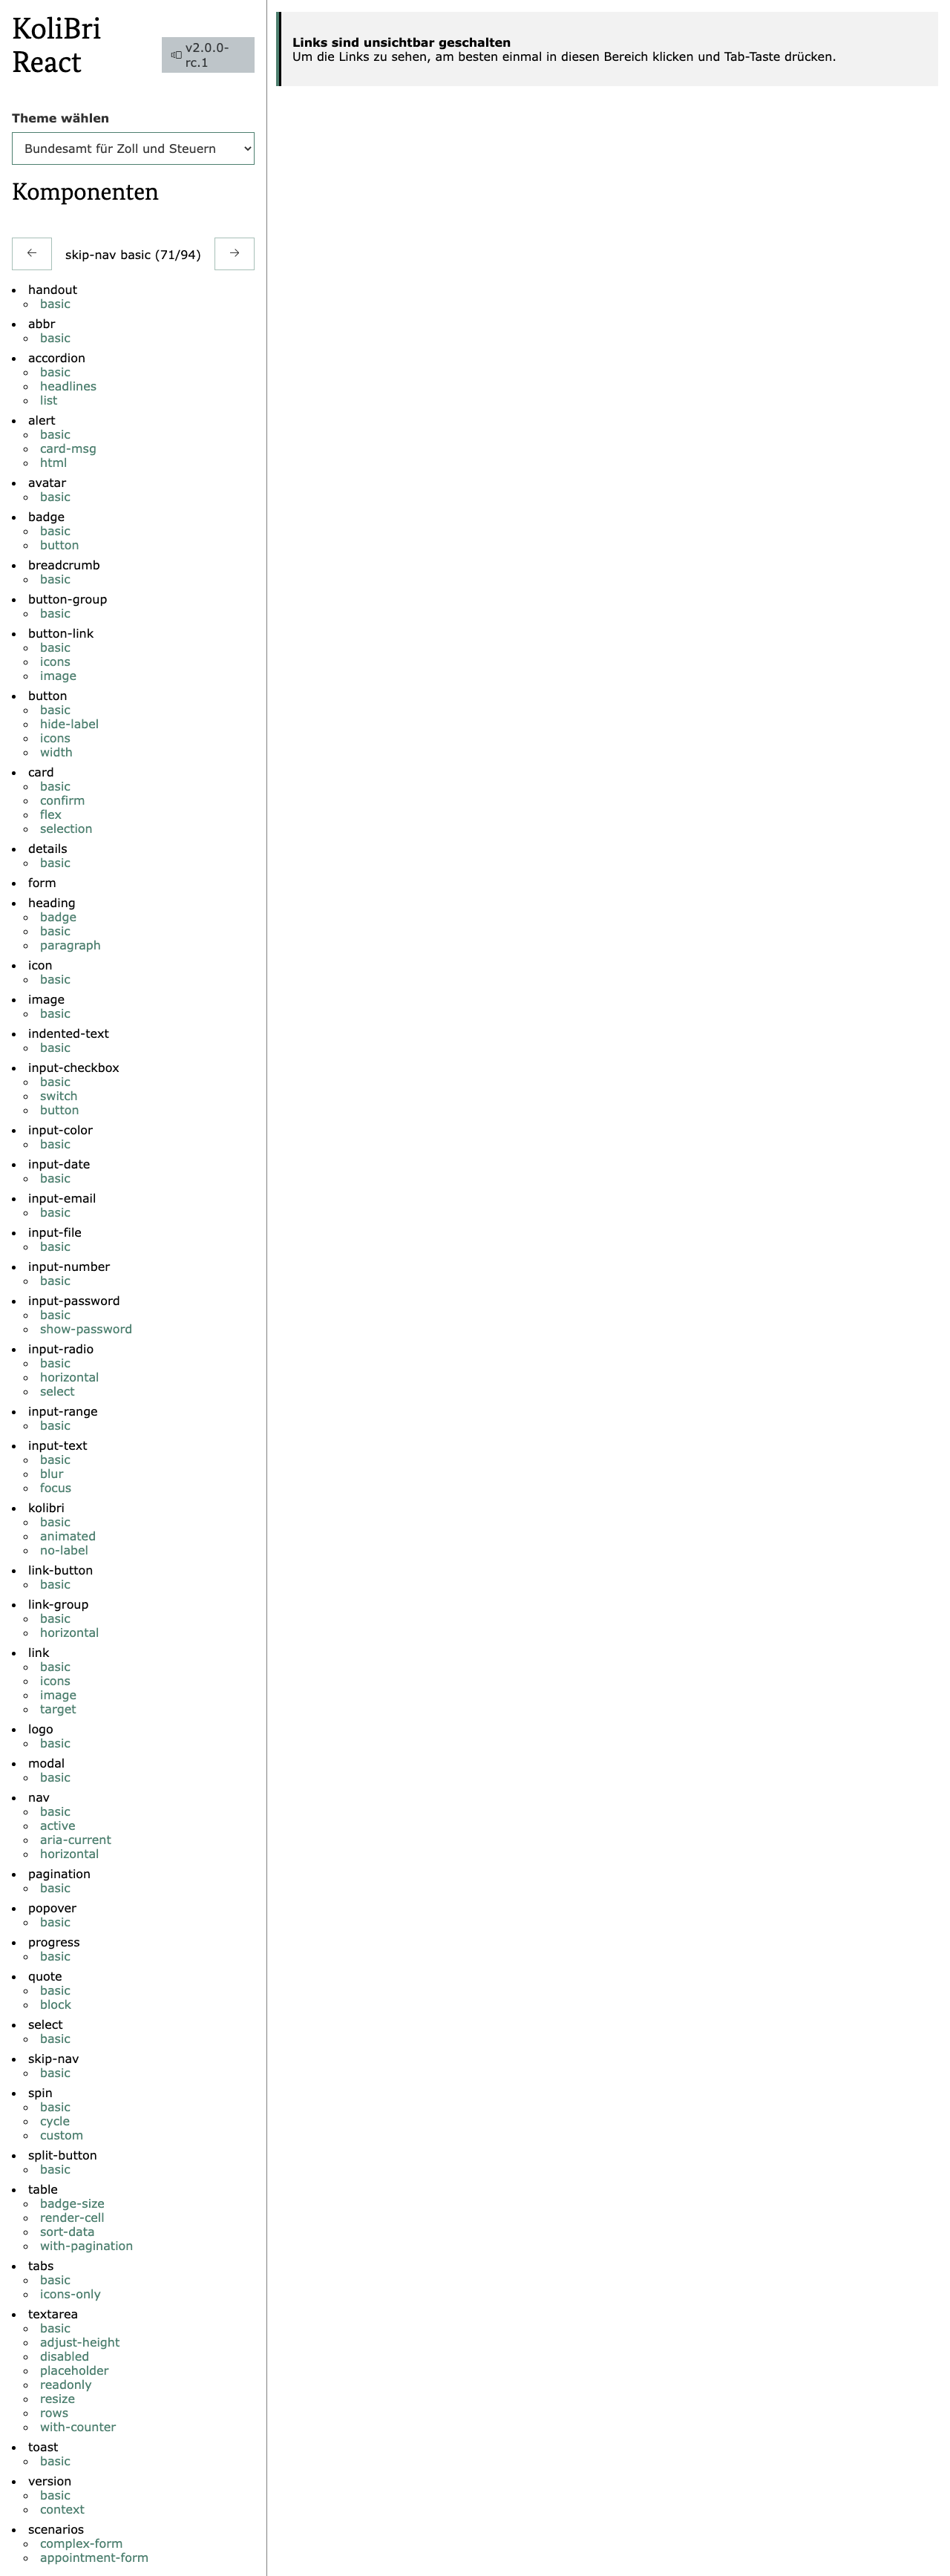 KoliBri
React
v2.0.0-
rc.1
Theme wählen
Bundesamt für Zoll und Steuern
Komponenten
←
skip-nav basic (71/94)
→
handout
basic
abbr
basic
accordion
basic
headlines
list
alert
basic
card-msg
html
avatar
basic
badge
basic
button
breadcrumb
basic
button-group
basic
button-link
basic
icons
image
button
basic
hide-label
icons
width
card
basic
confirm
flex
selection
details
basic
form
heading
badge
basic
paragraph
icon
basic
image
basic
indented-text
basic
input-checkbox
basic
switch
button
input-color
basic
input-date
basic
input-email
basic
input-file
basic
input-number
basic
input-password
basic
show-password
input-radio
basic
horizontal
select
input-range
basic
input-text
basic
blur
focus
kolibri
basic
animated
no-label
link-button
basic
link-group
basic
horizontal
link
basic
icons
image
target
logo
basic
modal
basic
nav
basic
active
aria-current
horizontal
pagination
basic
popover
basic
progress
basic
quote
basic
block
select
basic
skip-nav
basic
spin
basic
cycle
custom
split-button
basic
table
badge-size
render-cell
sort-data
with-pagination
tabs
basic
icons-only
textarea
basic
adjust-height
disabled
placeholder
readonly
resize
rows
with-counter
toast
basic
version
basic
context
scenarios
complex-form
appointment-form
Links sind unsichtbar geschalten
Um die Links zu sehen, am besten einmal in diesen Bereich klicken und Tab-Taste drücken.